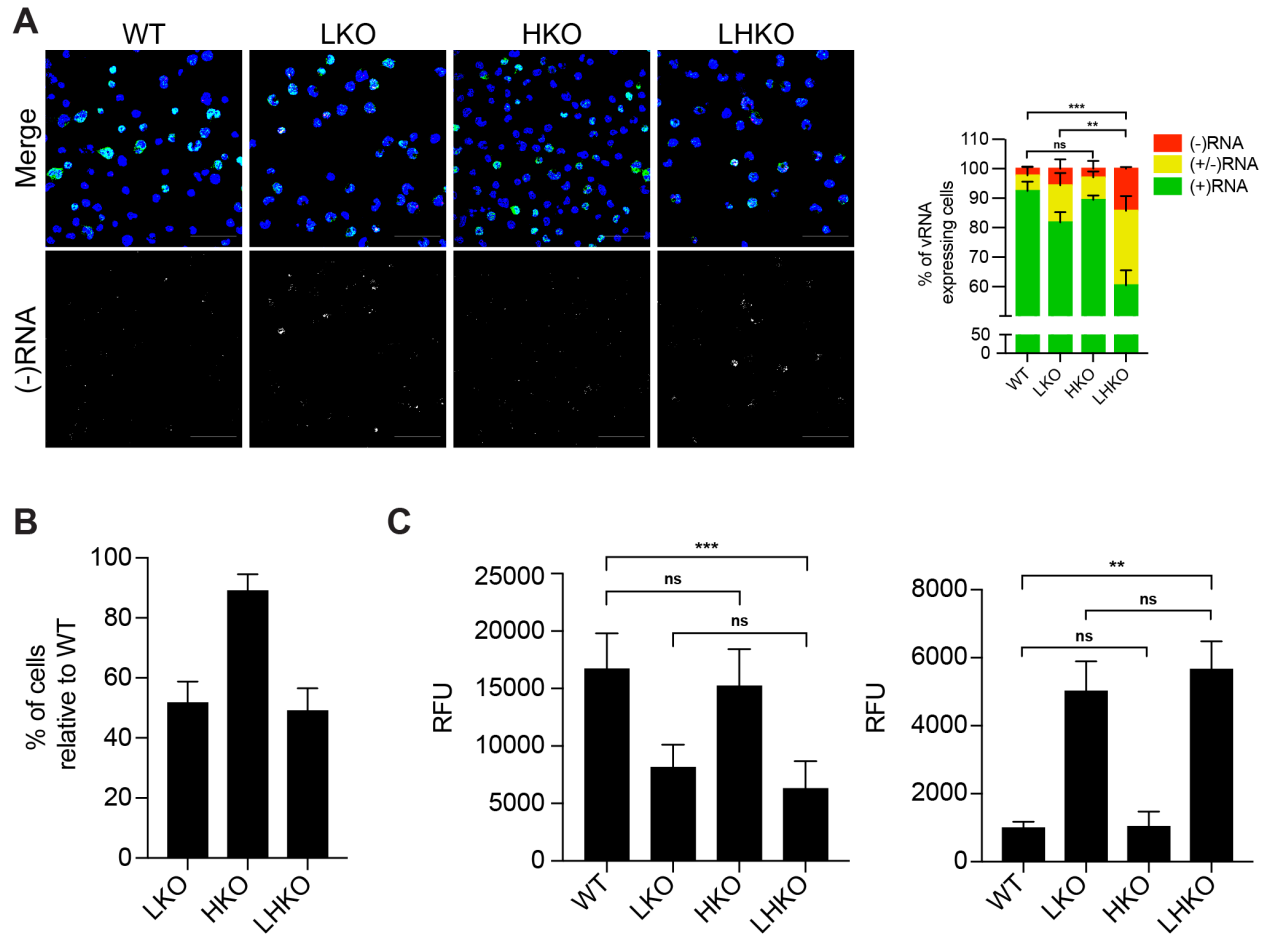 A
WT LKO HKO LHKO
Merge
(-)RNA
***
**
ns
110
100
90
80
70
60
50
0
% of vRNA
expressing cells
WT LKO HKO LHKO
(-)RNA
(+/-)RNA
(+)RNA
B
100
80
60
40
20
0
% of cells
relative to WT
LKO HKO LHKO
C
***
ns
ns
25000
20000
15000
10000
5000
0
RFU
WT LKO HKO LHKO
**
ns
ns
8000
6000
4000
2000
0
RFU
WT LKO HKO LHKO